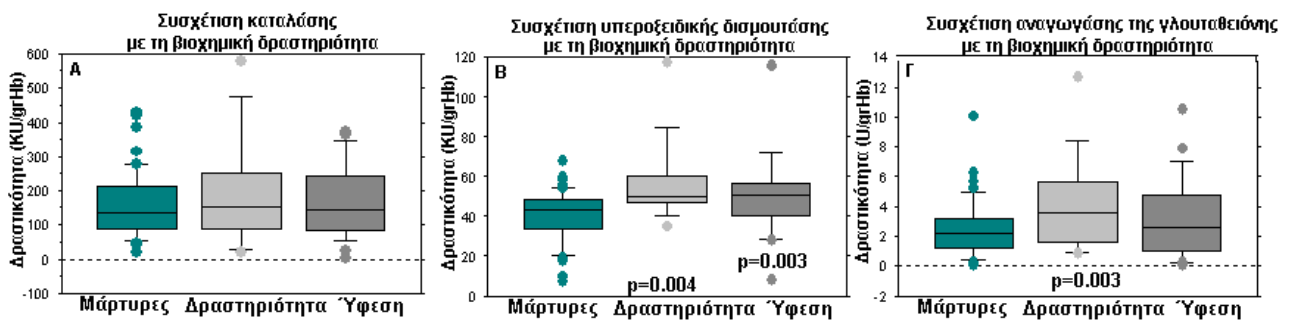 Συσχέτιση καταλάσης
με τη βιοχημική δραστηριότητα
Α
Δραστικότητα (KU/grHb)
600
500
400
300
200
100
0
-100
Μάρτυρες Δραστηριότητα Ύφεση
Συσχέτιση υπεροξειδικής δισμουτάσης
με τη βιοχημική δραστηριότητα
Β
Δραστικότητα (KU/grHb)
120
100
80
60
40
20
0
p=0.004
p=0.003
Μάρτυρες Δραστηριότητα Ύφεση
Συσχέτιση αναγωγάσης της γλουταθειόνης
με τη βιοχημική δραστηριότητα
Γ
Δραστικότητα (U/grHb)
14
12
10
8
6
4
2
0
-2
p=0.003
Μάρτυρες Δραστηριότητα Ύφεση